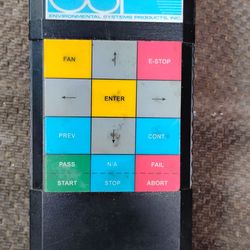 ENVIRONMENTAL SYSTEMS PRODUCTS, INC.
FAN
E-STOP
ENTER
PREV.
CONT.
PASS
N/A
FAIL
START
STOP
ABORT